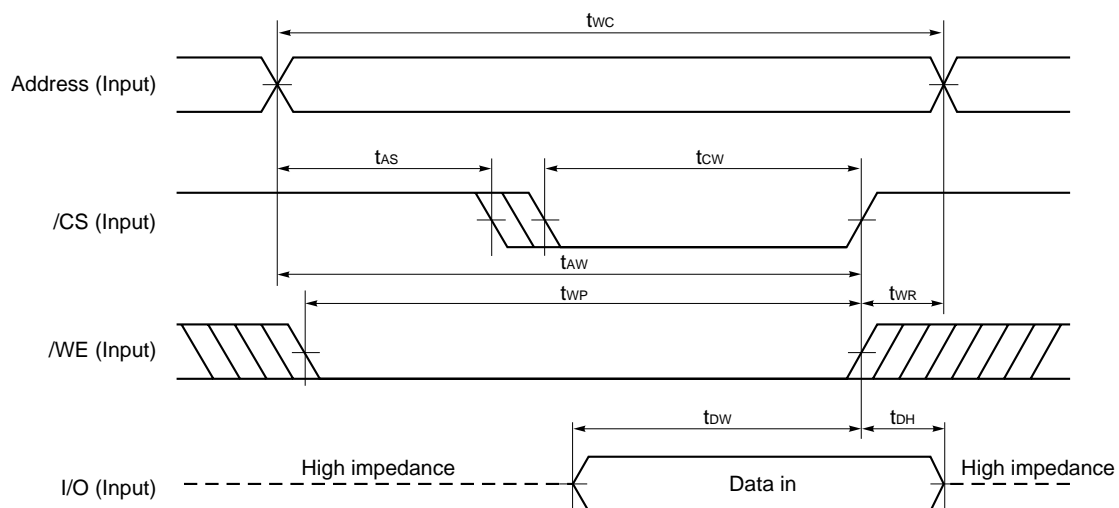 tWC
Address (Input)
tAS
tCW
/CS (Input)
tAW
tWP
tWR
/WE (Input)
tDW
tDH
High impedance
High impedance
I/O (Input)
Data in